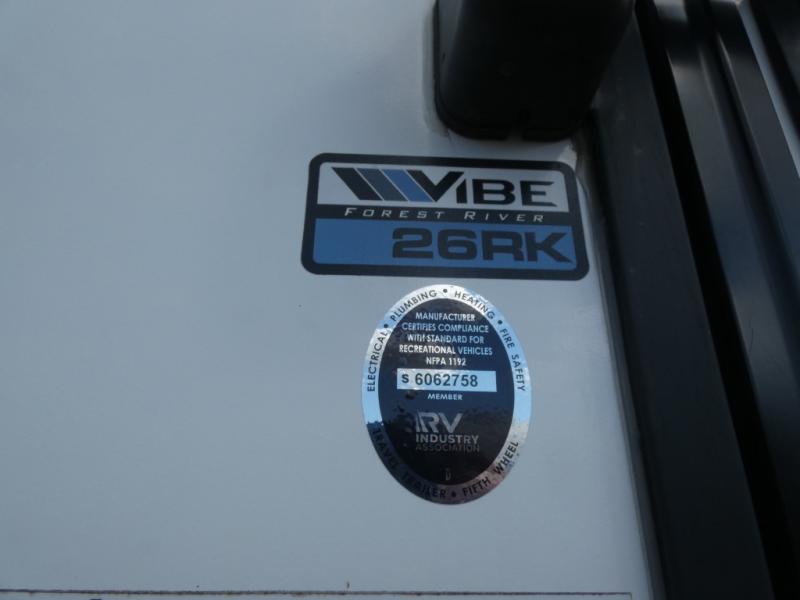 VIBE
FOREST RIVER
26RK
ELECTRICAL • PLUMBING • HEATING • FIRE SAFETY
MANUFACTURER
CERTIFIES COMPLIANCE
WITH STANDARD FOR
RECREATIONAL VEHICLES
NFPA 1192
S 6062758
MEMBER
RV
INDUSTRY
ASSOCIATION
TRAVEL TRAILER • FIFTH WHEEL